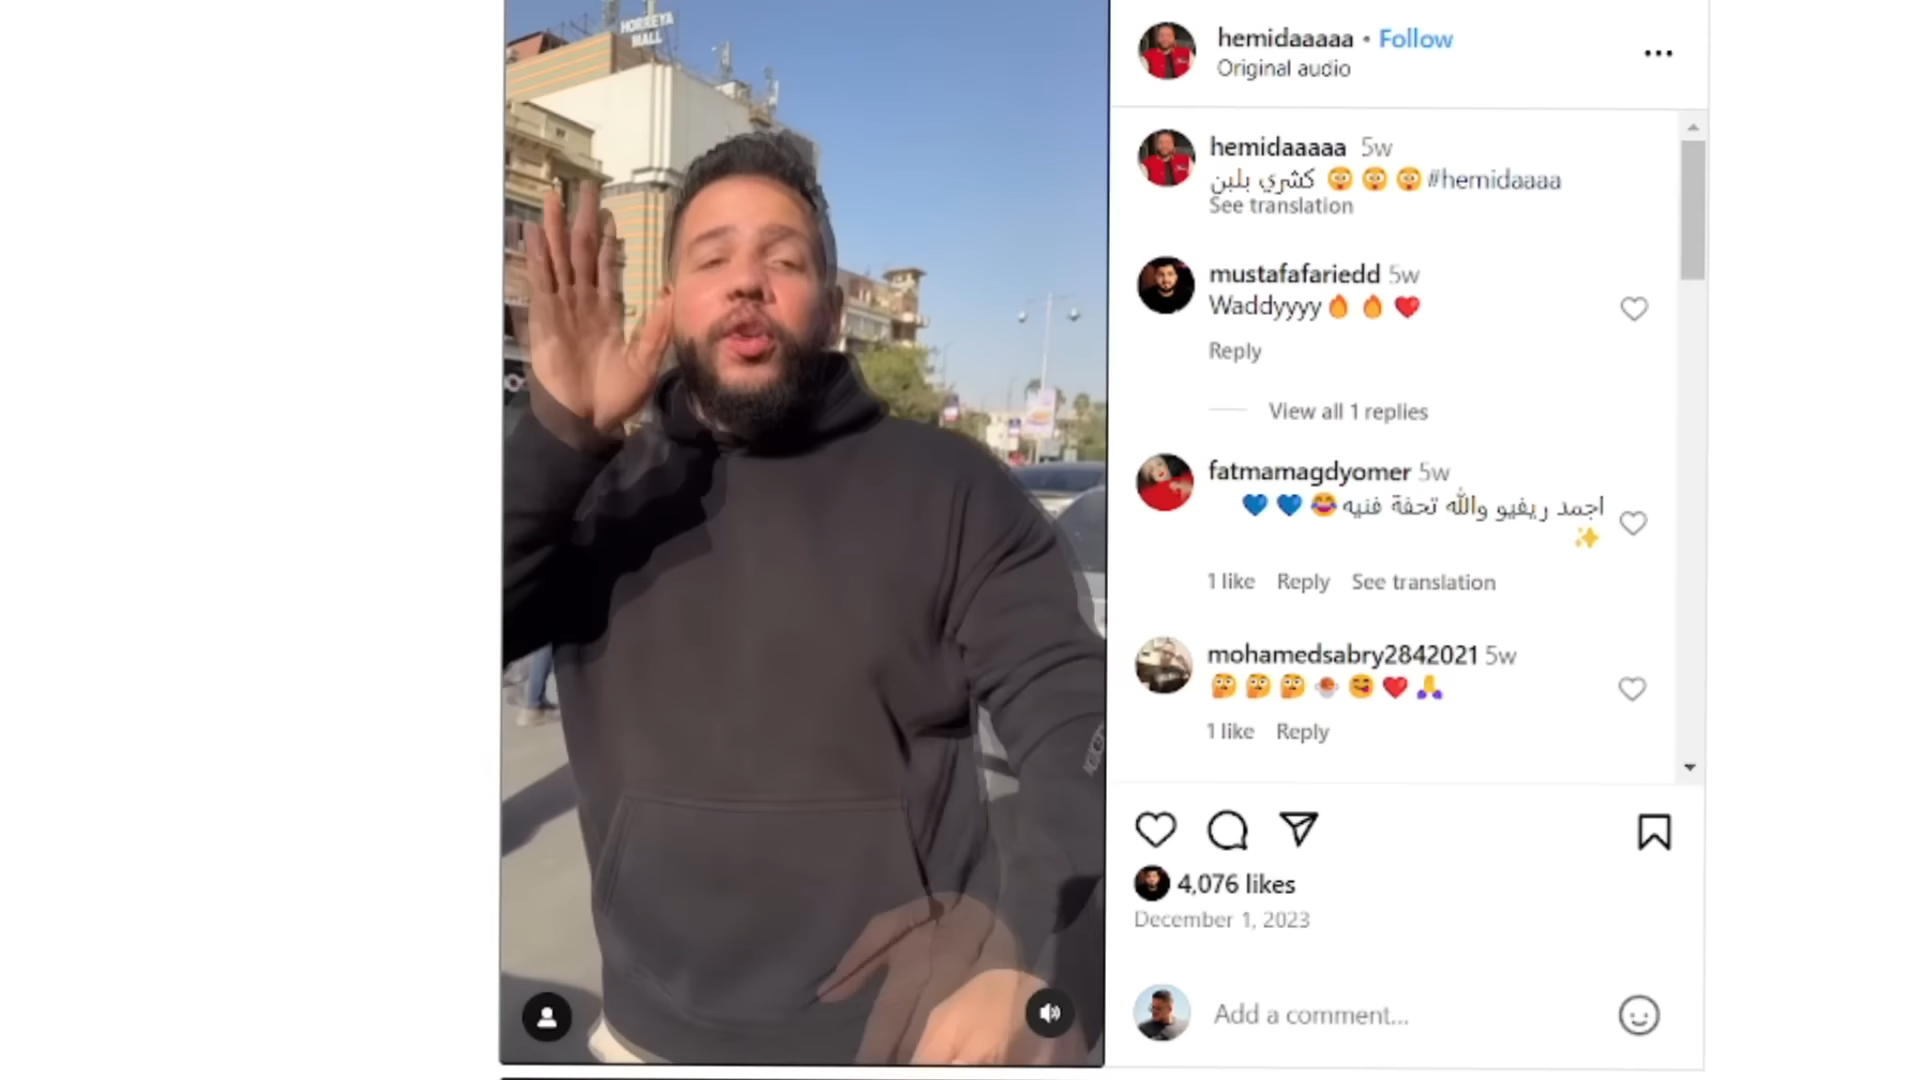 HORREYA
MALL
hemidaaaaa • Follow
Original audio
hemidaaaaa 5w
كشري بلبن 😳 😳 😳 #hemidaaaa
See translation
mustafafariedd 5w
Waddyyyy🔥 🔥 ❤️
Reply
View all 1 replies
fatmamagdyomer 5w
اجمد ريفيو والله تحفة فنيه 😂 💙 💙
✨
1 like Reply See translation
mohamedsabry2842021 5w
1 like Reply
4,076 likes
December 1, 2023
Add a comment...